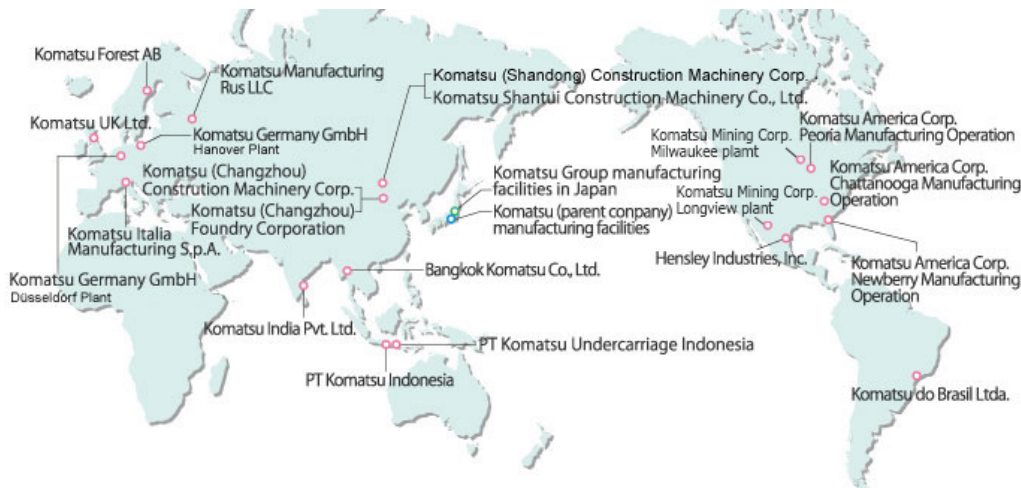 Komatsu Forest AB
Komatsu Manufacturing
Rus LLC
Komatsu (Shandong) Construction Machinery Corp.
Komatsu Shantui Construction Machinery Co., Ltd.
Komatsu UK Ltd.
Komatsu Germany GmbH
Hanover Plant
Komatsu (Changzhou)
Constrution Machinery Corp.
Komatsu (Changzhou)
Foundry Corporation
Komatsu Italia
Manufacturing S.p.A.
Komatsu Germany GmbH
Düsseldorf Plant
Komatsu Group manufacturing
facilities in Japan
Komatsu (parent conpany)
manufacturing facilities
Bangkok Komatsu Co., Ltd.
Komatsu India Pvt. Ltd.
PT Komatsu Undercarriage Indonesia
PT Komatsu Indonesia
Komatsu America Corp.
Peoria Manufacturing Operation
Komatsu Mining Corp.
Milwaukee plamt
Komatsu America Corp.
Chattanooga Manufacturing
Operation
Komatsu Mining Corp.
Longview plant
Hensley Industries, Inc.
Komatsu America Corp.
Newberry Manufacturing
Operation
Komatsu do Brasil Ltda.